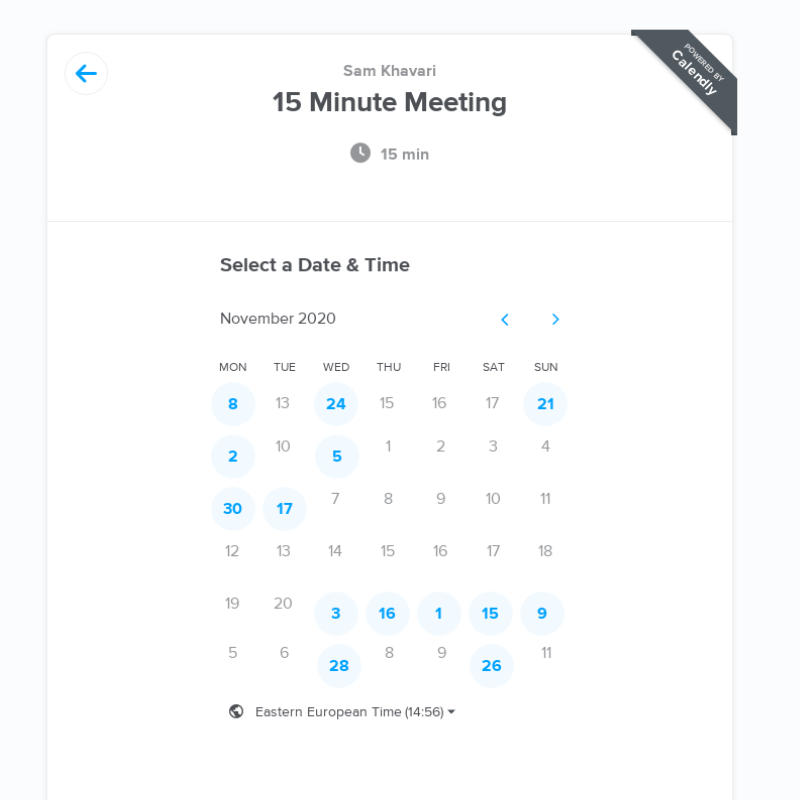 POWERED BY
Calendly
Sam Khavari
15 Minute Meeting
15 min
Select a Date & Time
November 2020
MON TUE WED THU FRI SAT SUN
8 13 24 15 16 17 21
2 10 5 1 2 3 4
30 17 7 8 9 10 11
12 13 14 15 16 17 18
19 20 3 16 1 15 9
5 6 28 8 9 26 11
Eastern European Time (14:56)